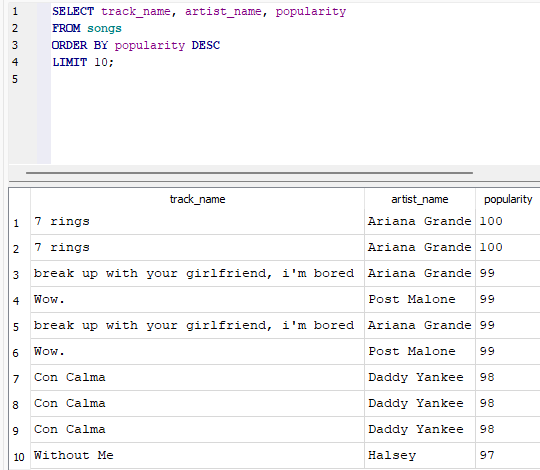 1 SELECT track_name, artist_name, popularity
2 FROM songs
3 ORDER BY popularity DESC
4 LIMIT 10;
5
track_name artist_name popularity
1 7 rings Ariana Grande 100
2 7 rings Ariana Grande 100
3 break up with your girlfriend, i'm bored Ariana Grande 99
4 Wow. Post Malone 99
5 break up with your girlfriend, i'm bored Ariana Grande 99
6 Wow. Post Malone 99
7 Con Calma Daddy Yankee 98
8 Con Calma Daddy Yankee 98
9 Con Calma Daddy Yankee 98
10 Without Me Halsey 97